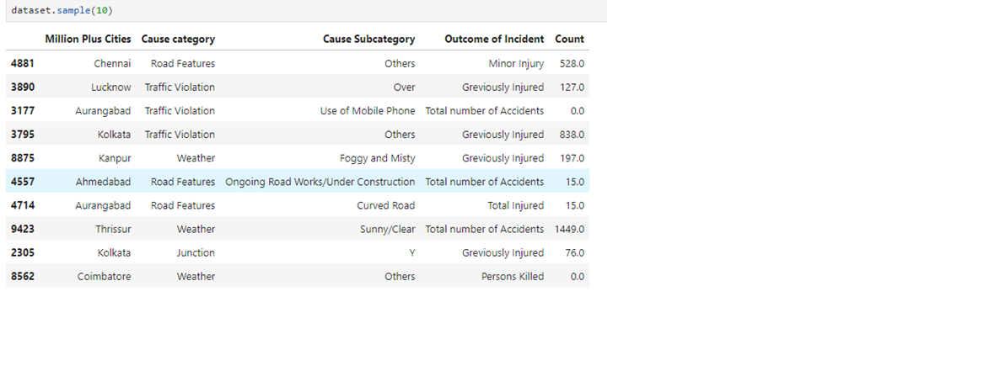 dataset.sample(10)
Million Plus Cities Cause category Cause Subcategory Outcome of Incident Count
4881 Chennai Road Features Others Minor Injury 528.0
3890 Lucknow Traffic Violation Over Greviously Injured 127.0
3177 Aurangabad Traffic Violation Use of Mobile Phone Total number of Accidents 0.0
3795 Kolkata Traffic Violation Others Greviously Injured 838.0
8875 Kanpur Weather Foggy and Misty Greviously Injured 197.0
4557 Ahmedabad Road Features Ongoing Road Works/Under Construction Total number of Accidents 15.0
4714 Aurangabad Road Features Curved Road Total Injured 15.0
9423 Thrissur Weather Sunny/Clear Total number of Accidents 1449.0
2305 Kolkata Junction Y Greviously Injured 76.0
8562 Coimbatore Weather Others Persons Killed 0.0